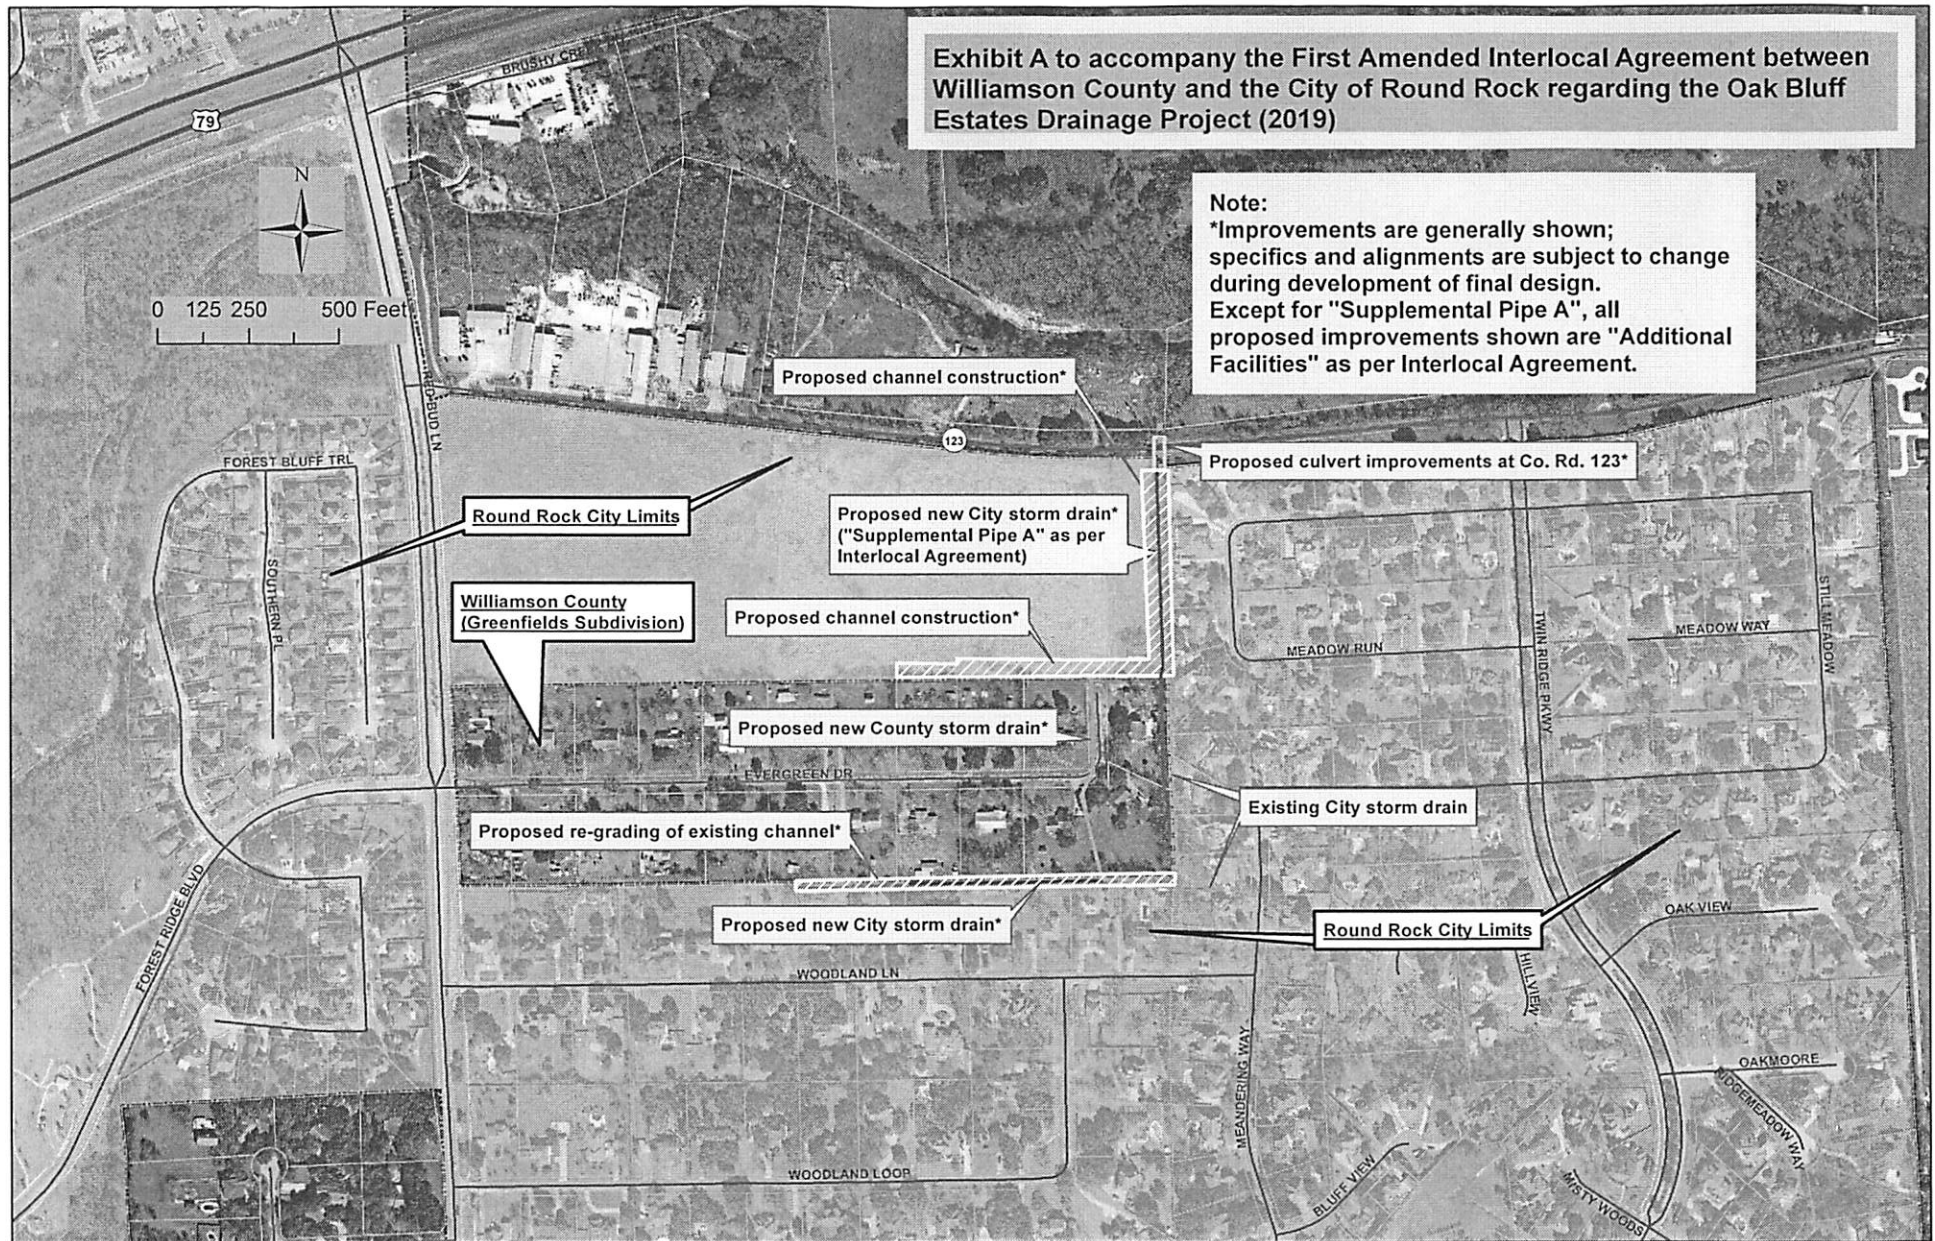 Exhibit A to accompany the First Amended Interlocal Agreement between
Williamson County and the City of Round Rock regarding the Oak Bluff
Estates Drainage Project (2019)
79
N
0 125 250 500 Feet
Note:
*Improvements are generally shown;
specifics and alignments are subject to change
during development of final design.
Except for "Supplemental Pipe A", all
proposed improvements shown are "Additional
Facilities" as per Interlocal Agreement.
RED BUD LN
Proposed channel construction*
123
Proposed culvert improvements at Co. Rd. 123*
FOREST BLUFF TRL
Round Rock City Limits
Proposed new City storm drain*
("Supplemental Pipe A" as per
Interlocal Agreement)
SOUTHERN PL
Williamson County
(Greenfields Subdivision)
Proposed channel construction*
MEADOW RUN
TWIN RIDGE PKWY
MEADOW WAY
STILLMEADOW
Proposed new County storm drain*
EVERGREEN DR
Existing City storm drain
Proposed re-grading of existing channel*
Proposed new City storm drain*
Round Rock City Limits
OAK VIEW
FOREST RIDGE BLVD
WOODLAND LN
HILLVIEW
MEANDERING WAY
OAKMOORE
RIDGEMEADOW WAY
WOODLAND LOOP
BLUFF VIEW
MISTY WOODS